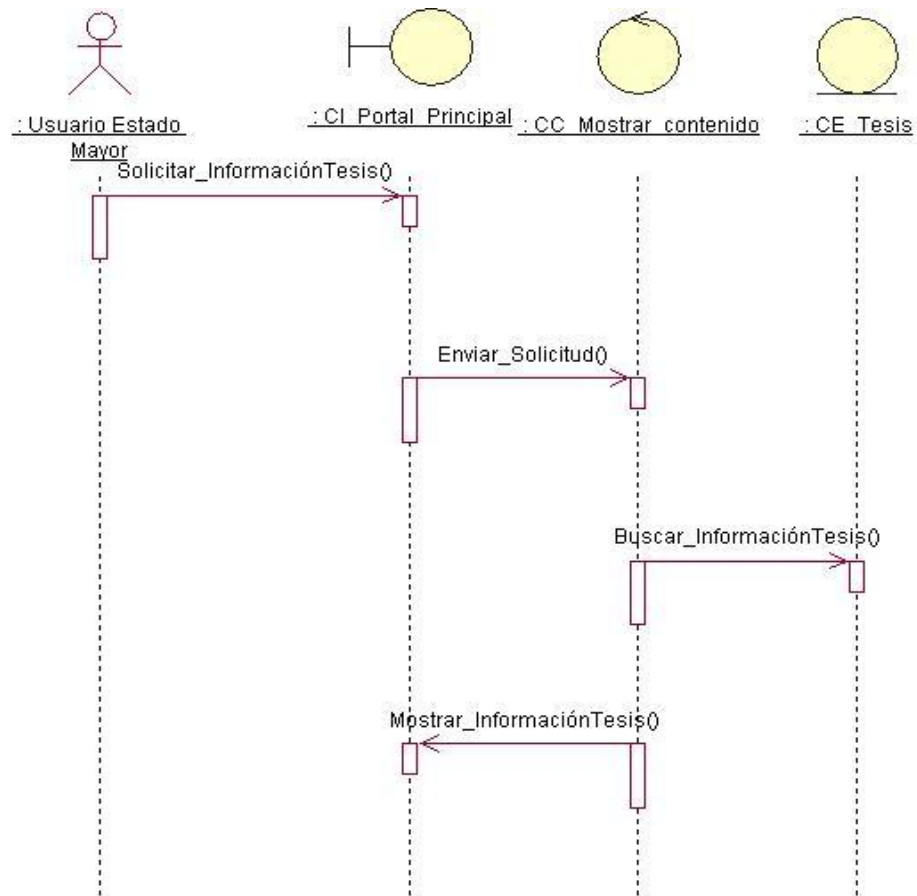 : Usuario Estado
Mayor
: CI_Portal_Principal
: CC_Mostrar_contenido
: CE_Tesis
Solicitar_InformaciónTesis()
Enviar_Solicitud()
Buscar_InformaciónTesis()
Mostrar_InformaciónTesis()